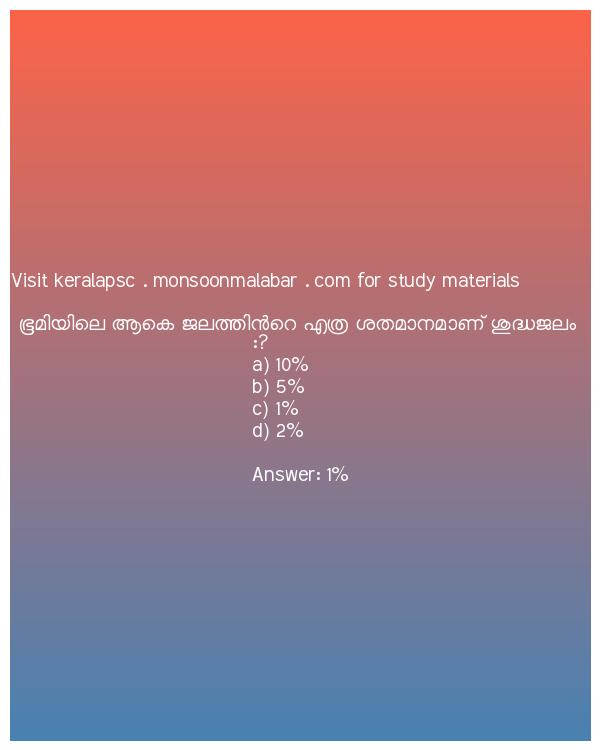 Visit keralapsc . monsoonmalabar . com for study materials
ഭൂമിയിലെ ആകെ ജലത്തിൻറെ എത്ര ശതമാനമാണ് ശുദ്ധജലം
:?
a) 10%
b) 5%
c) 1%
d) 2%
Answer: 1%